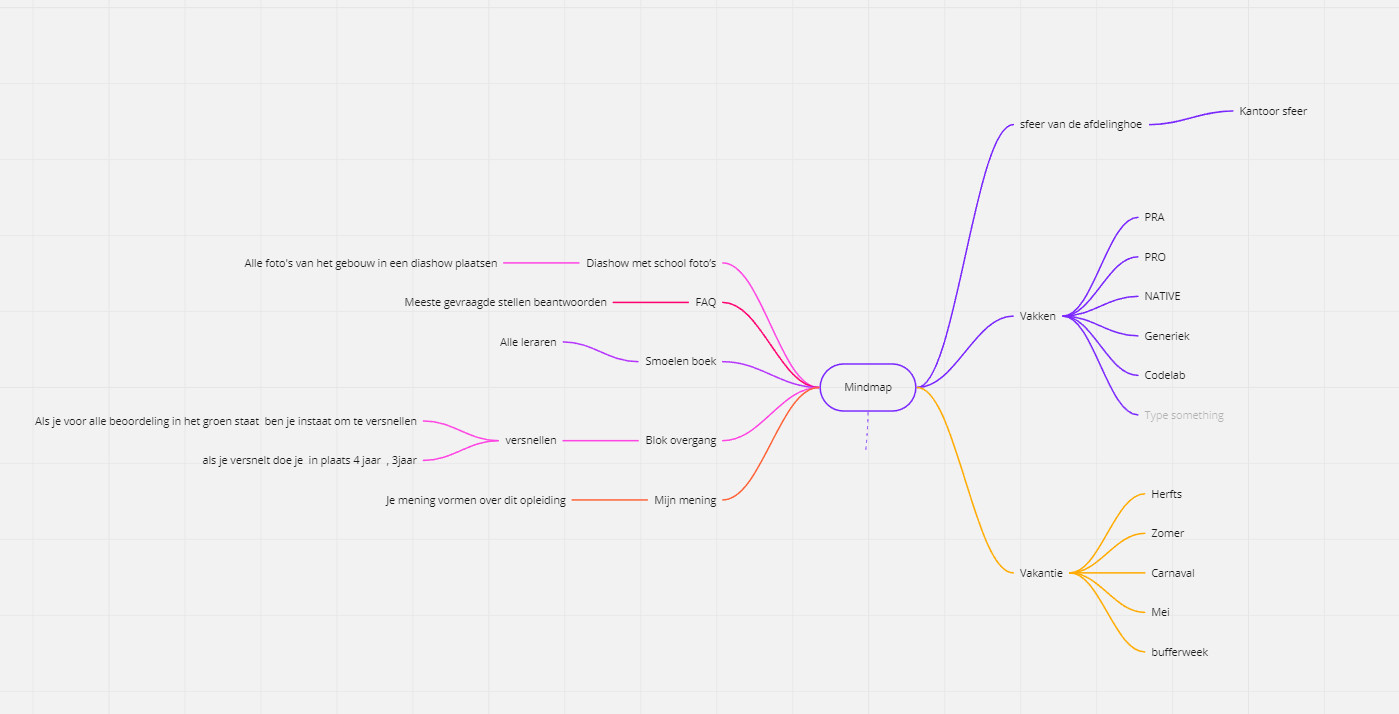 Kantoor sfeer
sfeer van de afdelinghoe
PRA
PRO
Alle foto's van het gebouw in een diashow plaatsen
Diashow met school foto's
NATIVE
Meeste gevraagde stellen beantwoorden
FAQ
Vakken
Generiek
Alle leraren
Smoelen boek
Codelab
Mindmap
Type something
Als je voor alle beoordeling in het groen staat  ben je instaat om te versnellen
versnellen
Blok overgang
als je versnelt doe je  in plaats 4 jaar  , 3jaar
Je mening vormen over dit opleiding
Mijn mening
Herfts
Zomer
Vakantie
Carnaval
Mei
bufferweek